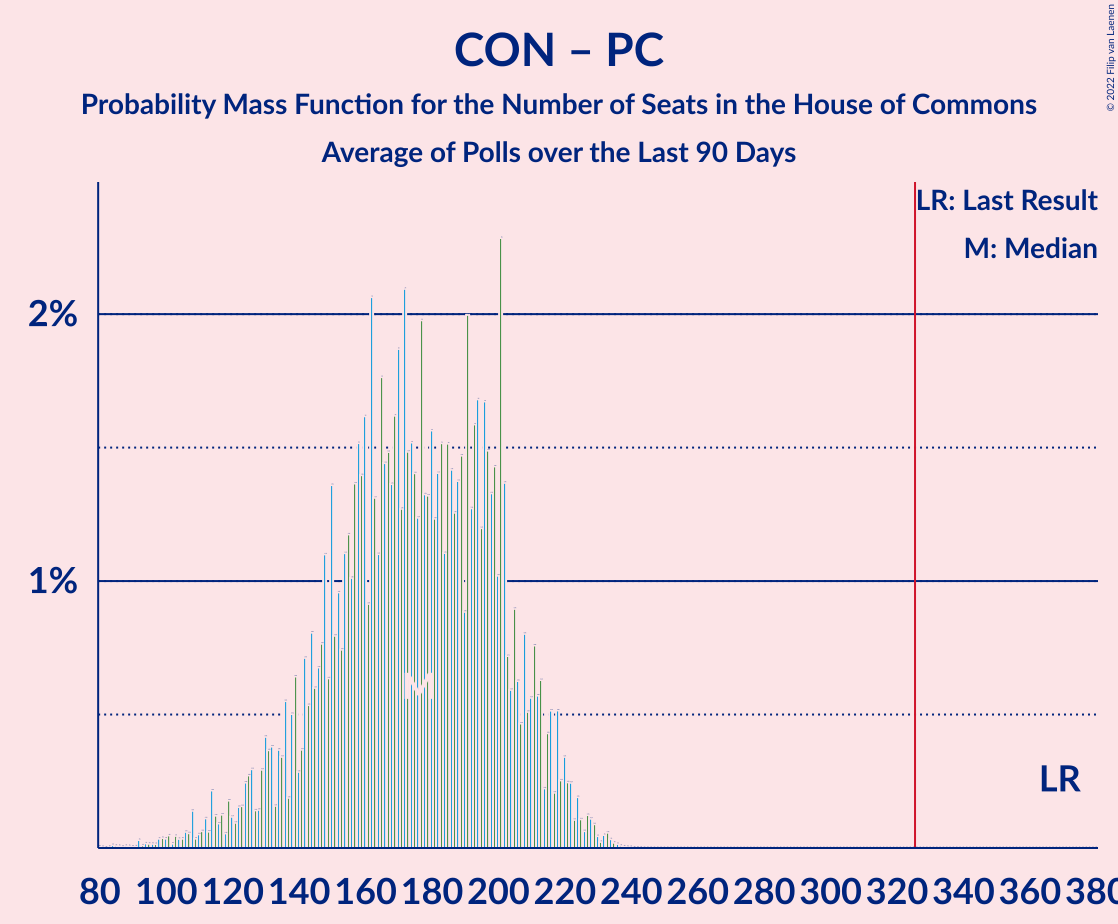 CON – PC
Probability Mass Function for the Number of Seats in the House of Commons
Average of Polls over the Last 90 Days
© 2022 Filip van Laenen
LR: Last Result
M: Median
2%
1%
M
LR
80 100 120 140 160 180 200 220 240 260 280 300 320 340 360 380